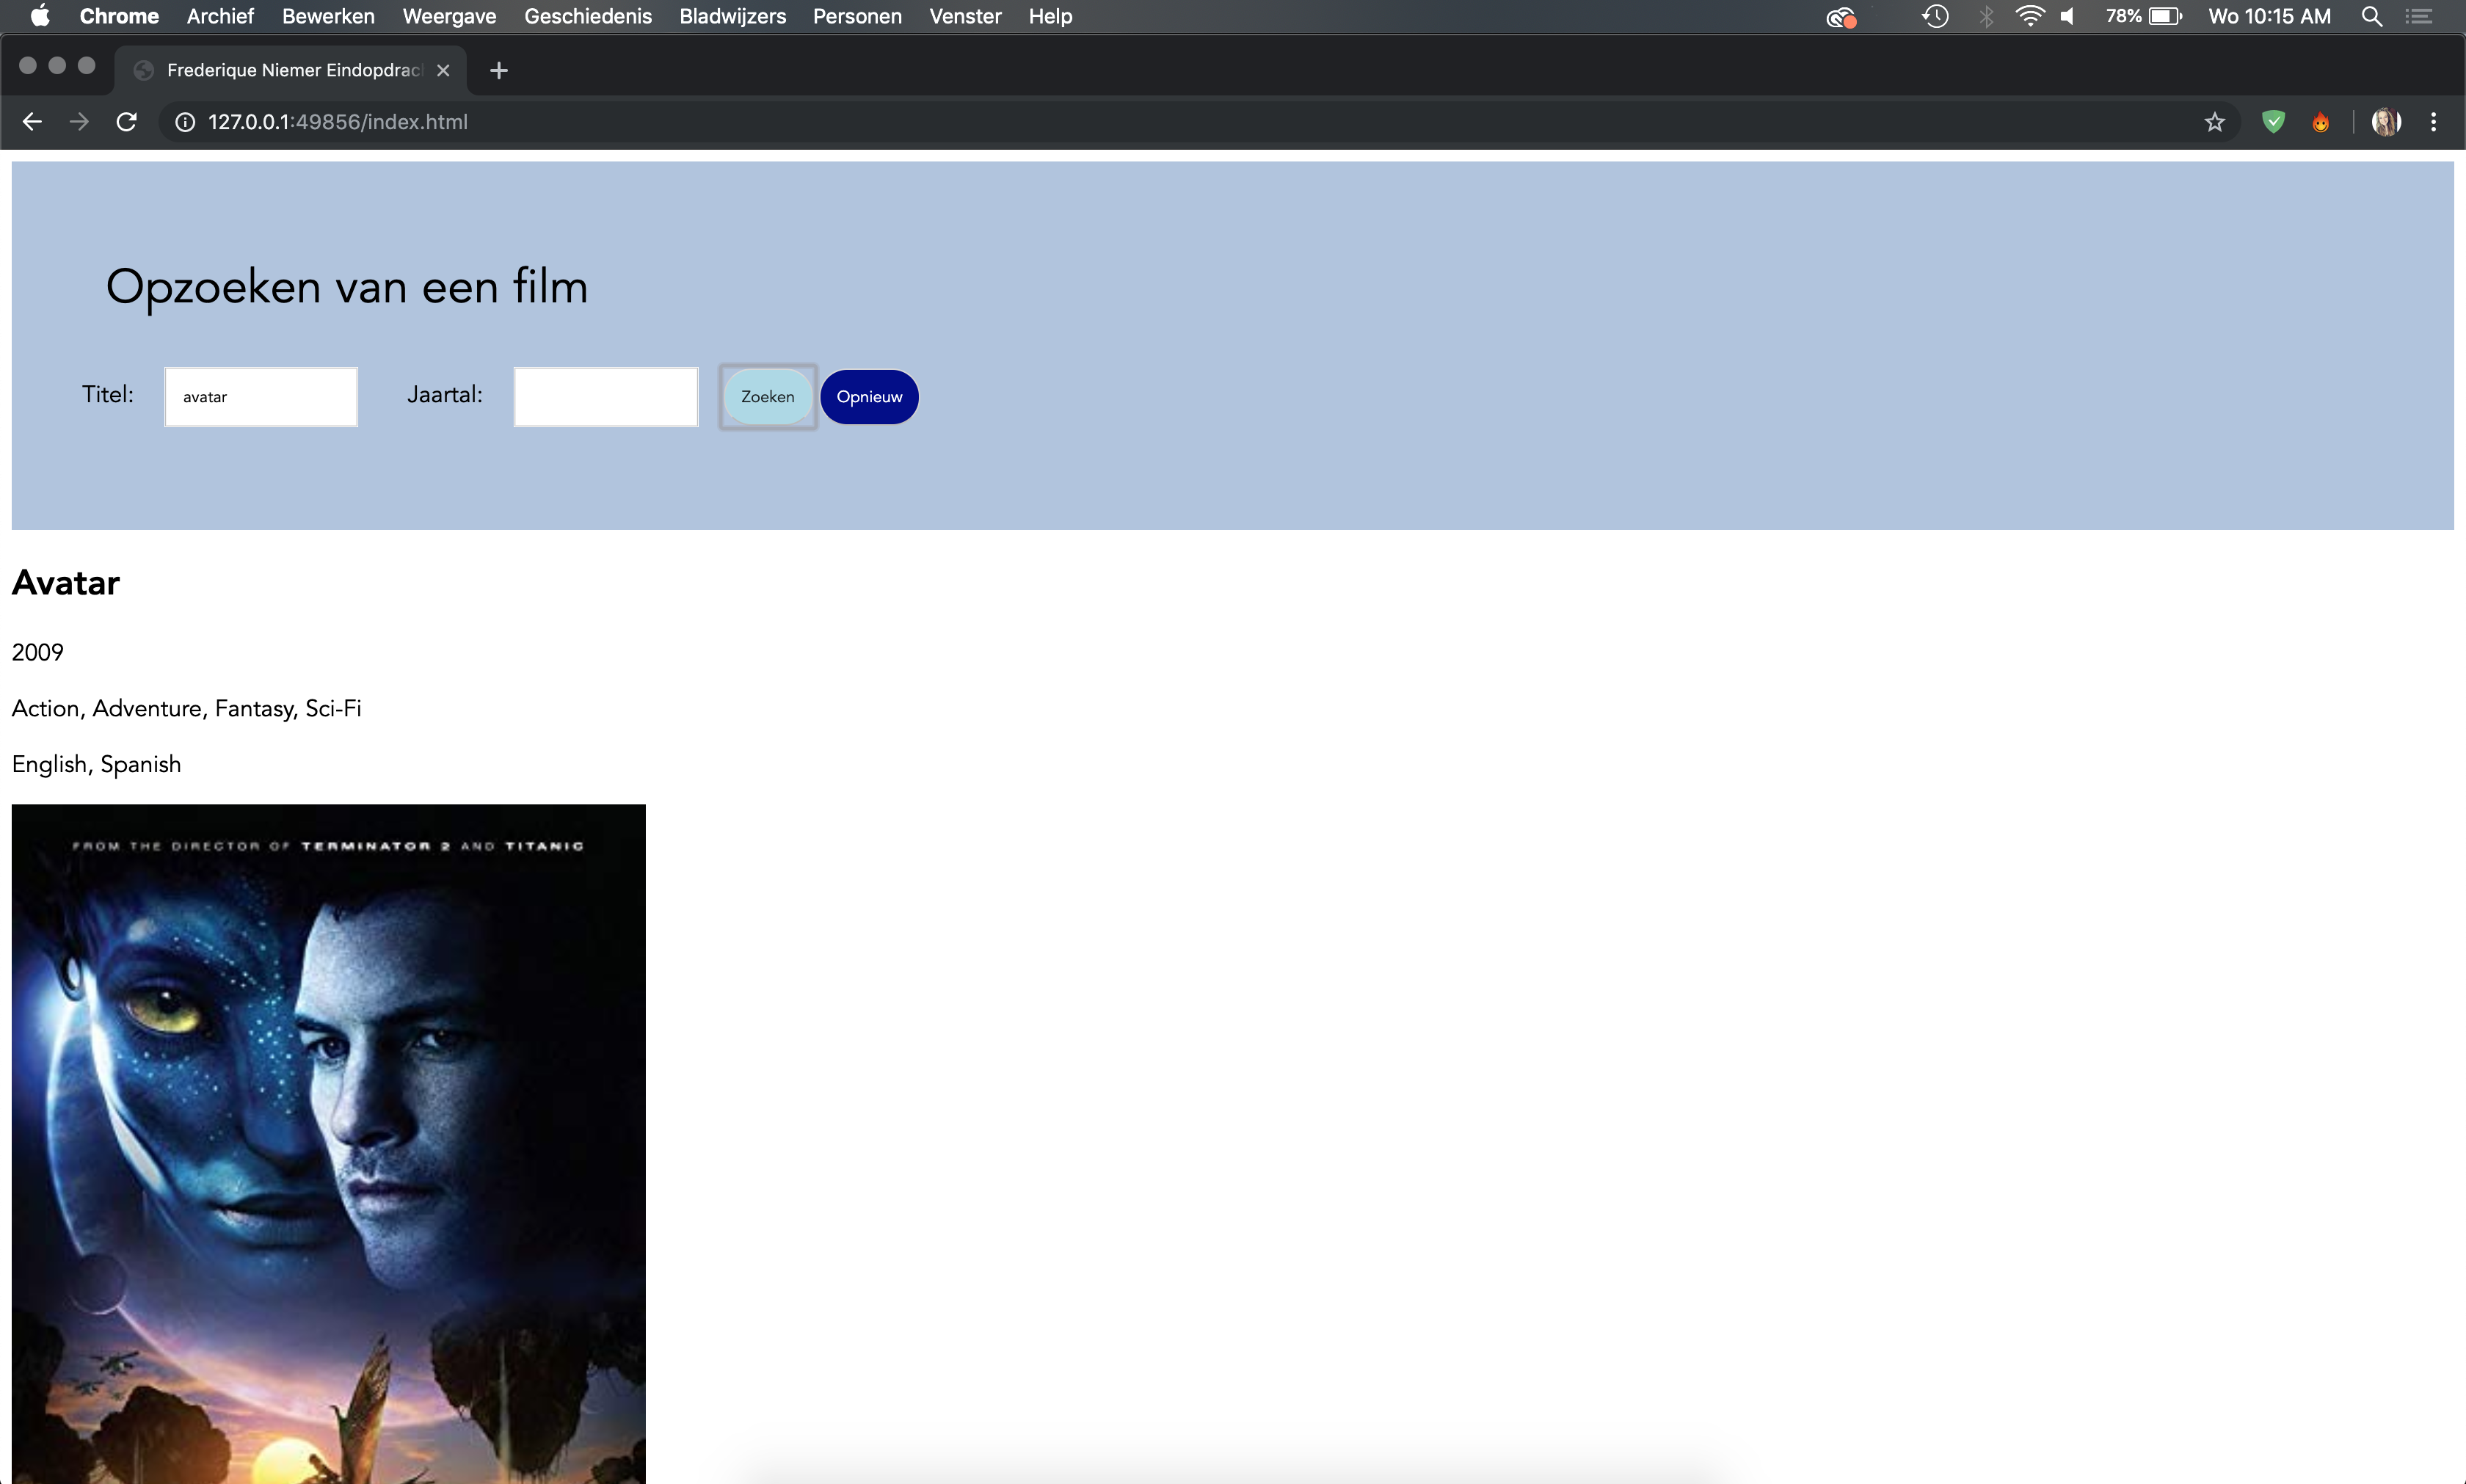 Chrome Archief Bewerken Weergave Geschiedenis Bladwijzers Personen Venster Help 78% Wo 10:15 AM
Frederique Niemer Eindopdrac
127.0.0.1:49856/index.html
Opzoeken van een film
Titel: avatar Jaartal: Zoeken Opnieuw
Avatar
2009
Action, Adventure, Fantasy, Sci-Fi
English, Spanish
FROM THE DIRECTOR OF TERMINATOR 2 AND TITANIC